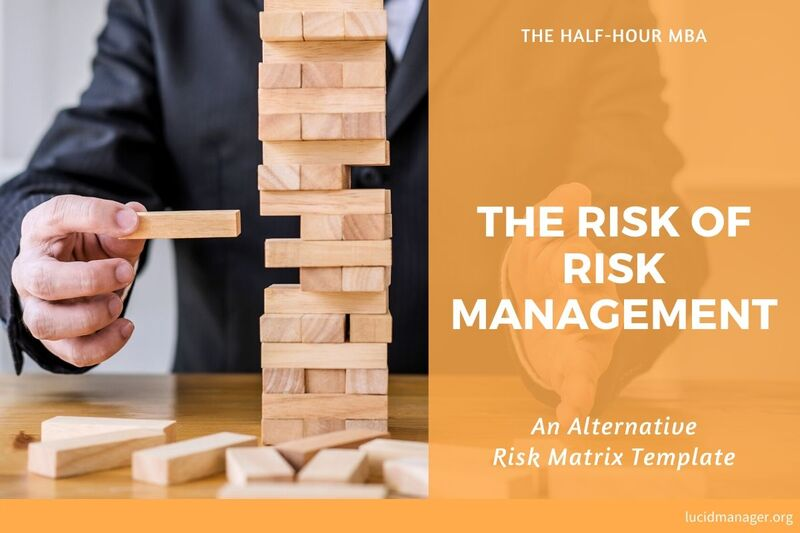 THE HALF-HOUR MBA
THE RISK OF
RISK
MANAGEMENT
An Alternative
Risk Matrix Template
lucidmanager.org